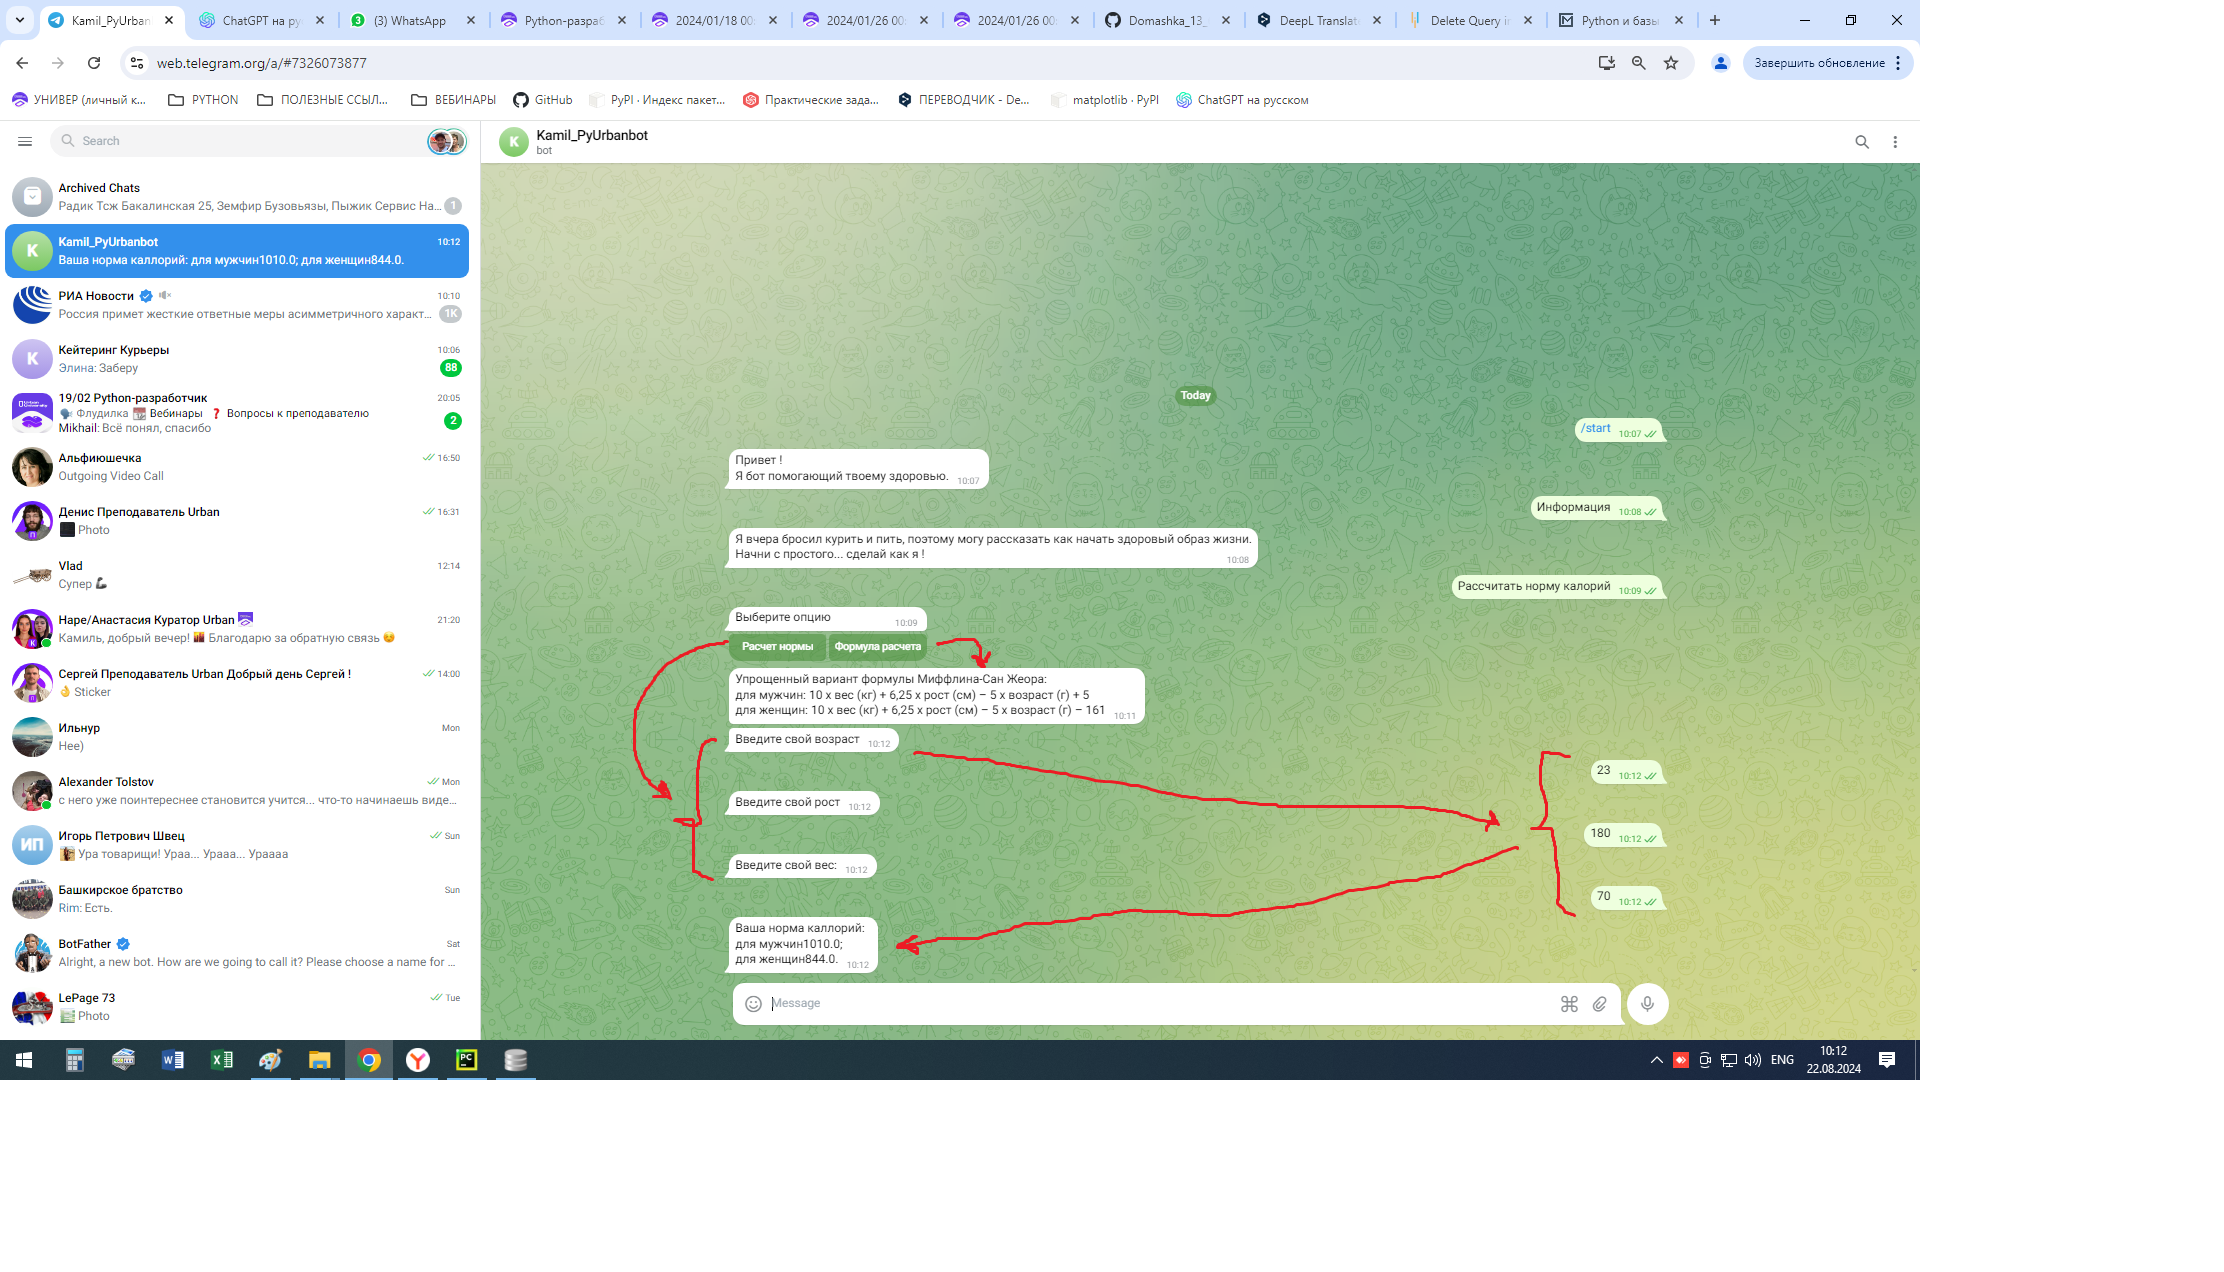 Kamil_PyUrban
ChatGPT на ру
(3) WhatsApp
Python-разраб
2024/01/18 00:
2024/01/26 00:
2024/01/26 00:
Domashka_13_
DeepL Translat
Delete Query i
Python и базы
web.telegram.org/a/#7326073877
Завершить обновление
УНИВЕР (личный к...
PYTHON
ПОЛЕЗНЫЕ ССЫЛ...
ВЕБИНАРЫ
GitHub
PyPI · Индекс пакет...
Практические зада...
ПЕРЕВОДЧИК - De...
matplotlib · PyPI
ChatGPT на русском
Search
Archived Chats
Радик Тсж Бакалинская 25, Земфир Бузовьязы, Пыжик Сервис На... 1
K
Kamil_PyUrbanbot 10:12
Ваша норма каллорий: для мужчин1010.0; для женщин844.0.
РИА Новости 10:10
Россия примет жесткие ответные меры асимметричного характ... 1K
K
Кейтеринг Курьеры 10:06
Элина: Заберу 88
19/02 Python-разработчик 20:05
Флудилка Вебинары Вопросы к преподавателю
Mikhail: Всё понял, спасибо 2
Альфиюшечка 16:50
Outgoing Video Call
Денис Преподаватель Urban 16:31
Photo
Vlad 12:14
Супер
Наре/Анастасия Куратор Urban 21:20
Камиль, добрый вечер! Благодарю за обратную связь
Сергей Преподаватель Urban Добрый день Сергей ! 14:00
Sticker
Ильнур Mon
Нее)
Alexander Tolstov Mon
с него уже поинтереснее становится учится... что-то начинаешь виде...
ИП
Игорь Петрович Швец Sun
Ура товарищи! Ураа... Урааа... Ураааа
Башкирское братство Sun
Rim: Есть.
BotFather Sat
Alright, a new bot. How are we going to call it? Please choose a name for ...
LePage 73 Tue
Photo
K
Kamil_PyUrbanbot
bot
Today
/start 10:07
Привет !
Я бот помогающий твоему здоровью. 10:07
Информация 10:08
Я вчера бросил курить и пить, поэтому могу рассказать как начать здоровый образ жизни.
Начни с простого... сделай как я ! 10:08
Рассчитать норму калорий 10:09
Выберите опцию 10:09
Расчет нормы Формула расчета
Упрощенный вариант формулы Миффлина-Сан Жеора:
для мужчин: 10 х вес (кг) + 6,25 x рост (см) – 5 х возраст (г) + 5
для женщин: 10 x вес (кг) + 6,25 x рост (см) – 5 x возраст (г) – 161 10:11
Введите свой возраст 10:12
23 10:12
Введите свой рост 10:12
180 10:12
Введите свой вес: 10:12
70 10:12
Ваша норма каллорий:
для мужчин1010.0;
для женщин844.0. 10:12
Message
ENG
10:12
22.08.2024